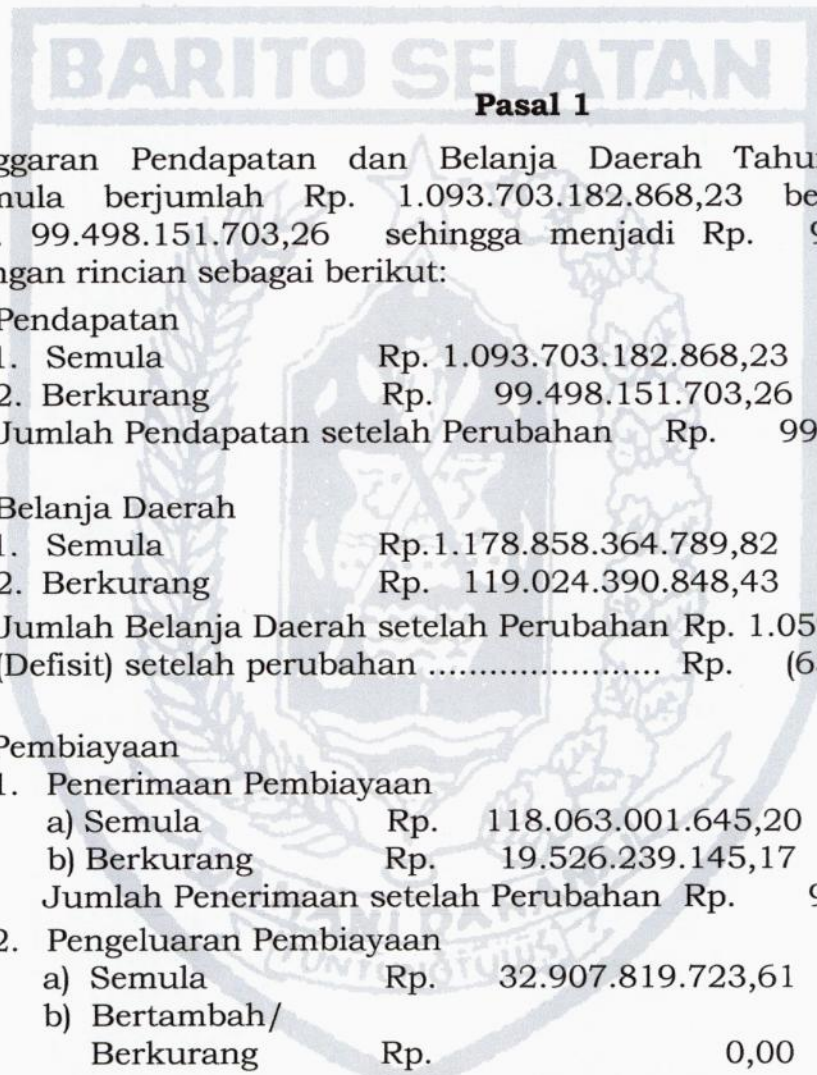 BARITO SELATAN
Pasal 1
ggaran Pendapatan dan Belanja Daerah Tahu
mula berjumlah Rp. 1.093.703.182.868,23 be
. 99.498.151.703,26 sehingga menjadi Rp. 9
ngan rincian sebagai berikut:
Pendapatan
1. Semula Rp. 1.093.703.182.868,23
2. Berkurang Rp. 99.498.151.703,26
Jumlah Pendapatan setelah Perubahan Rp. 99
Belanja Daerah
1. Semula Rp.1.178.858.364.789,82
2. Berkurang Rp. 119.024.390.848,43
Jumlah Belanja Daerah setelah Perubahan Rp. 1.05
(Defisit) setelah perubahan ...................... Rp. (6
Pembiayaan
1. Penerimaan Pembiayaan
a) Semula Rp. 118.063.001.645,20
b) Berkurang Rp. 19.526.239.145,17
Jumlah Penerimaan setelah Perubahan Rp. 9
2. Pengeluaran Pembiayaan
a) Semula Rp. 32.907.819.723,61
b) Bertambah/
Berkurang Rp. 0,00